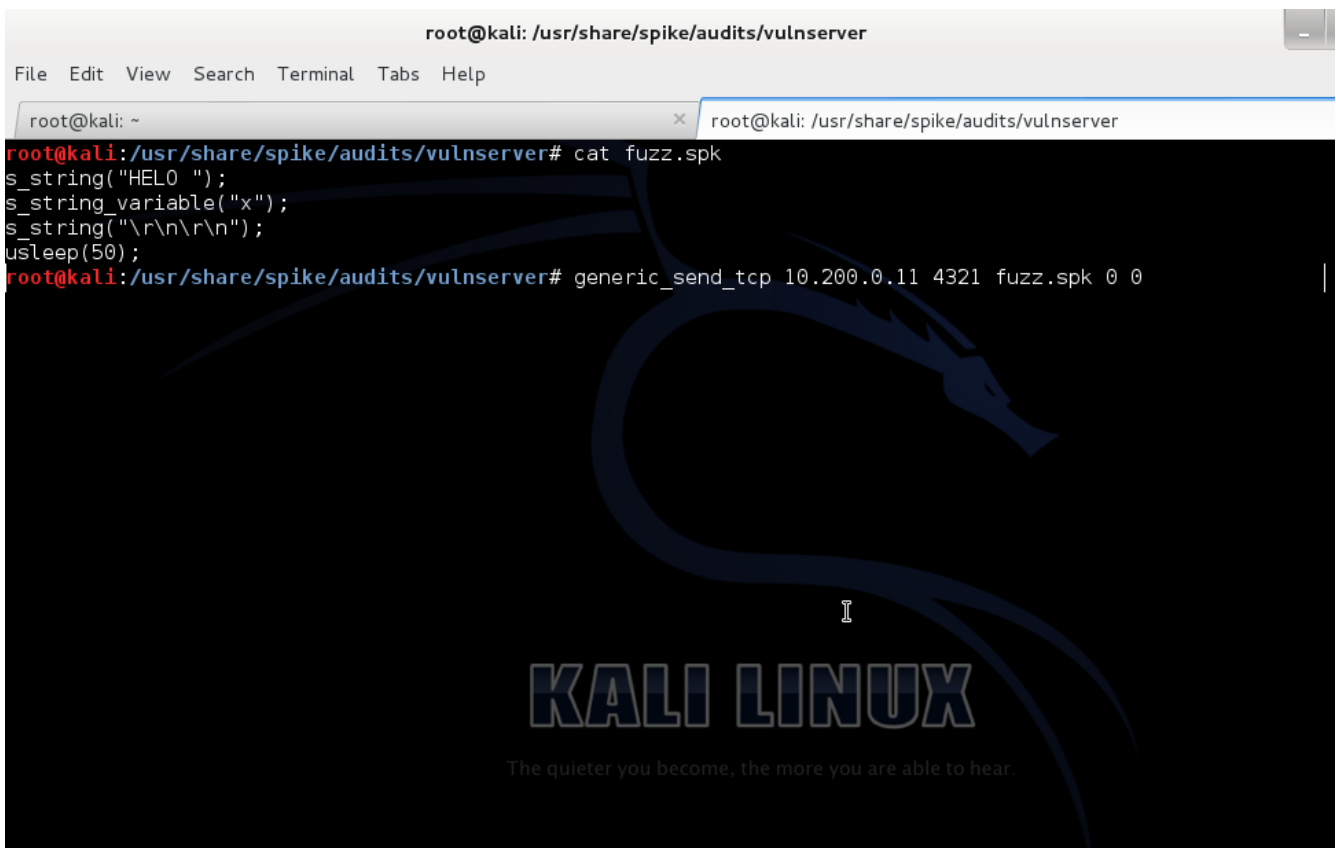 root@kali: /usr/share/spike/audits/vulnserver
File Edit View Search Terminal Tabs Help
root@kali: ~ × root@kali: /usr/share/spike/audits/vulnserver
root@kali:/usr/share/spike/audits/vulnserver# cat fuzz.spk
s_string("HELO ");
s_string_variable("x");
s_string("\r\n\r\n");
usleep(50);
root@kali:/usr/share/spike/audits/vulnserver# generic_send_tcp 10.200.0.11 4321 fuzz.spk 0 0
KALI LINUX
The quieter you become, the more you are able to hear.